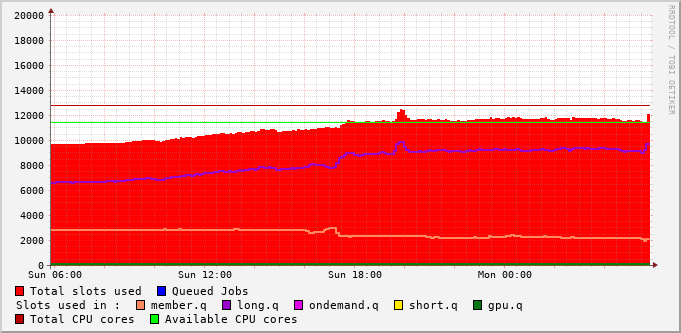 RRDTOOL / TOBI OETIKER
20000
18000
16000
14000
12000
10000
8000
6000
4000
2000
0
Sun 06:00 Sun 12:00 Sun 18:00 Mon 00:00
Total slots used Queued Jobs
Slots used in : member.q long.q ondemand.q short.q gpu.q
Total CPU cores Available CPU cores